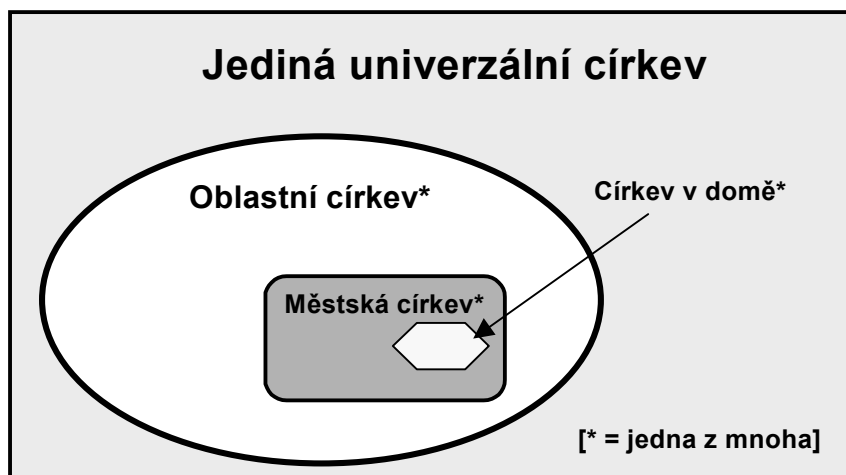 Jediná univerzální církev
Oblastní církev*
Církev v domě*
Městská církev*
[* = jedna z mnoha]